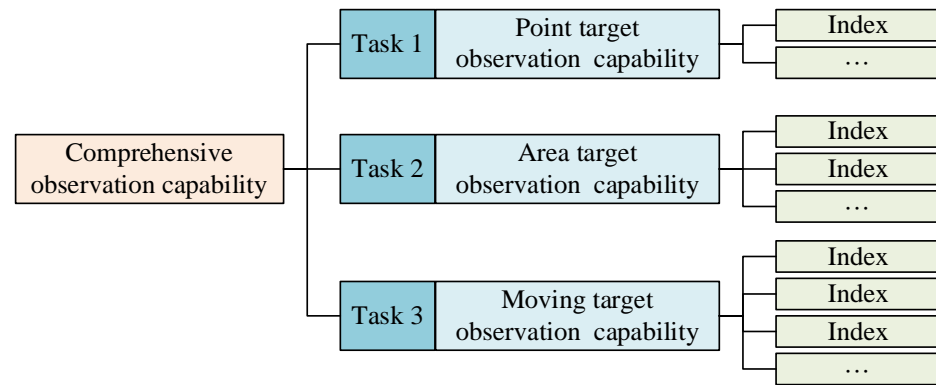 Comprehensive
observation capability
Task 1
Point target
observation capability
Index
…
Task 2
Area target
observation capability
Index
Index
…
Task 3
Moving target
observation capability
Index
Index
Index
…